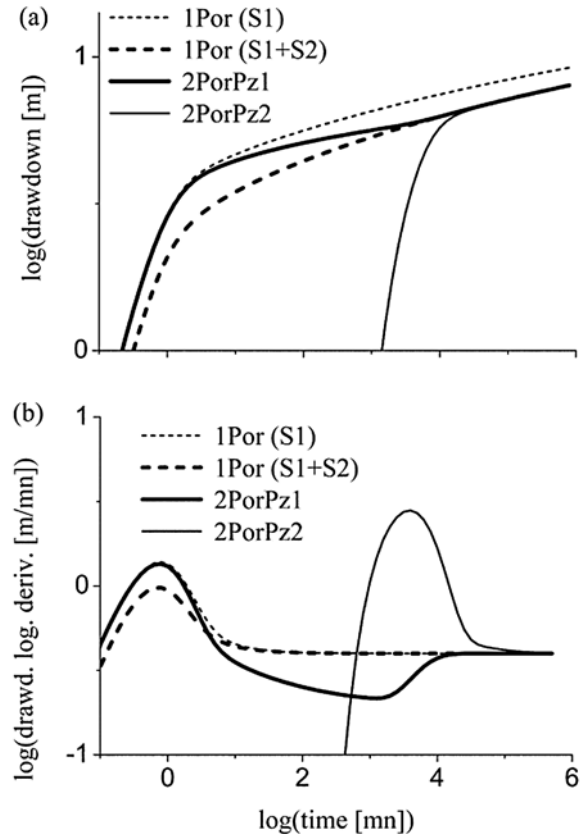 (a)
1Por (S1)
1Por (S1+S2)
2PorPz1
2PorPz2
1
0
log(drawdown [m])
(b)
1Por (S1)
1Por (S1+S2)
2PorPz1
2PorPz2
1
0
-1
log(drawd. log. deriv. [m/mn])
0 2 4 6
log(time [mn])